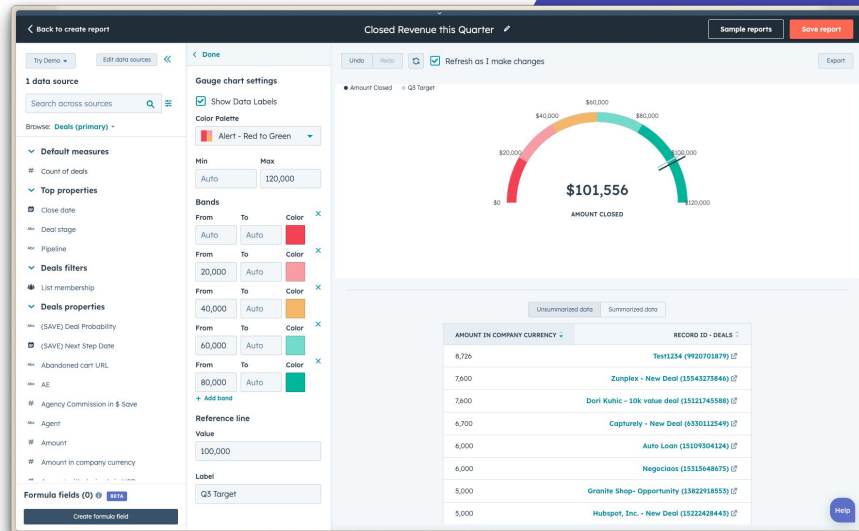 Back to create report
Closed Revenue this Quarter
Sample reports
Save report
Try Demo
Edit data sources
1 data source
Search across sources
Browse: Deals (primary)
Default measures
# Count of deals
Top properties
Close date
Abc Deal stage
Abc Pipeline
Deals filters
List membership
Deals properties
Abc (SAVE) Deal Probability
(SAVE) Next Step Date
Abc Abandoned cart URL
Abc AE
# Agency Commission in $ Save
Abc Agent
# Amount
# Amount in company currency
Formula fields (0) BETA
Create formula field
Done
Gauge chart settings
Show Data Labels
Color Palette
Alert - Red to Green
Min Max
Auto 120,000
Bands
From To Color
Auto Auto
From To Color
20,000 Auto
From To Color
40,000 Auto
From To Color
60,000 Auto
From To Color
80,000 Auto
+ Add band
Reference line
Value
100,000
Label
Q3 Target
Undo Redo Refresh as I make changes Export
Amount Closed Q3 Target
$60,000
$40,000 $80,000
$20,000 $100,000
$101,556
$0 $120,000
AMOUNT CLOSED
Unsummarized data Summarized data
AMOUNT IN COMPANY CURRENCY RECORD ID - DEALS
8,726 Test1234 (9920701879)
7,600 Zunplex - New Deal (15543273846)
7,600 Dori Kuhic - 10k value deal (15121745588)
6,700 Capturely - New Deal (6330112549)
6,000 Auto Loan (15109304124)
6,000 Negociaos (15315648675)
5,000 Granite Shop- Opportunity (13822918553)
5,000 Hubspot, Inc. - New Deal (15222428443)
Help